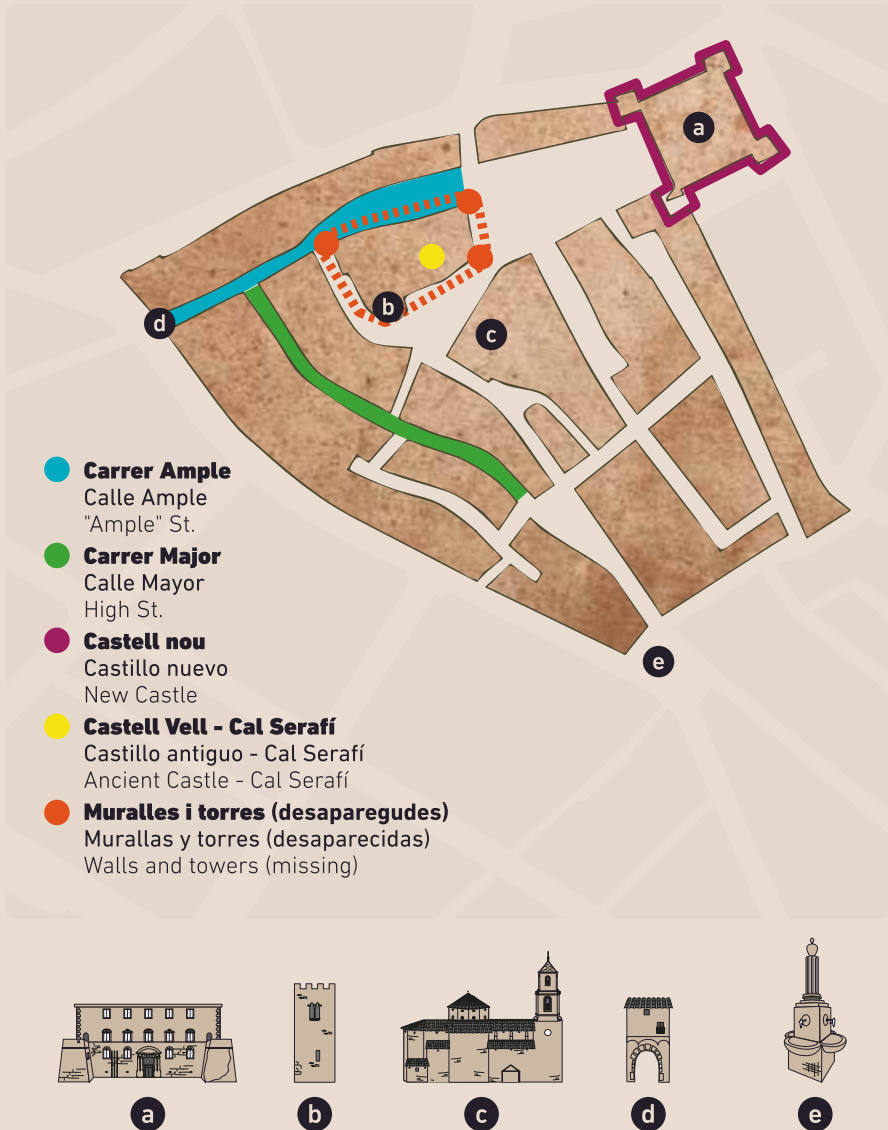 a
b
c
d
e
Carrer Ample
Calle Ample
"Ample" St.
Carrer Major
Calle Mayor
High St.
Castell nou
Castillo nuevo
New Castle
Castell Vell - Cal Serafí
Castillo antiguo - Cal Serafí
Ancient Castle - Cal Serafí
Muralles i torres (desaparegudes)
Murallas y torres (desaparecidas)
Walls and towers (missing)
a b c d e